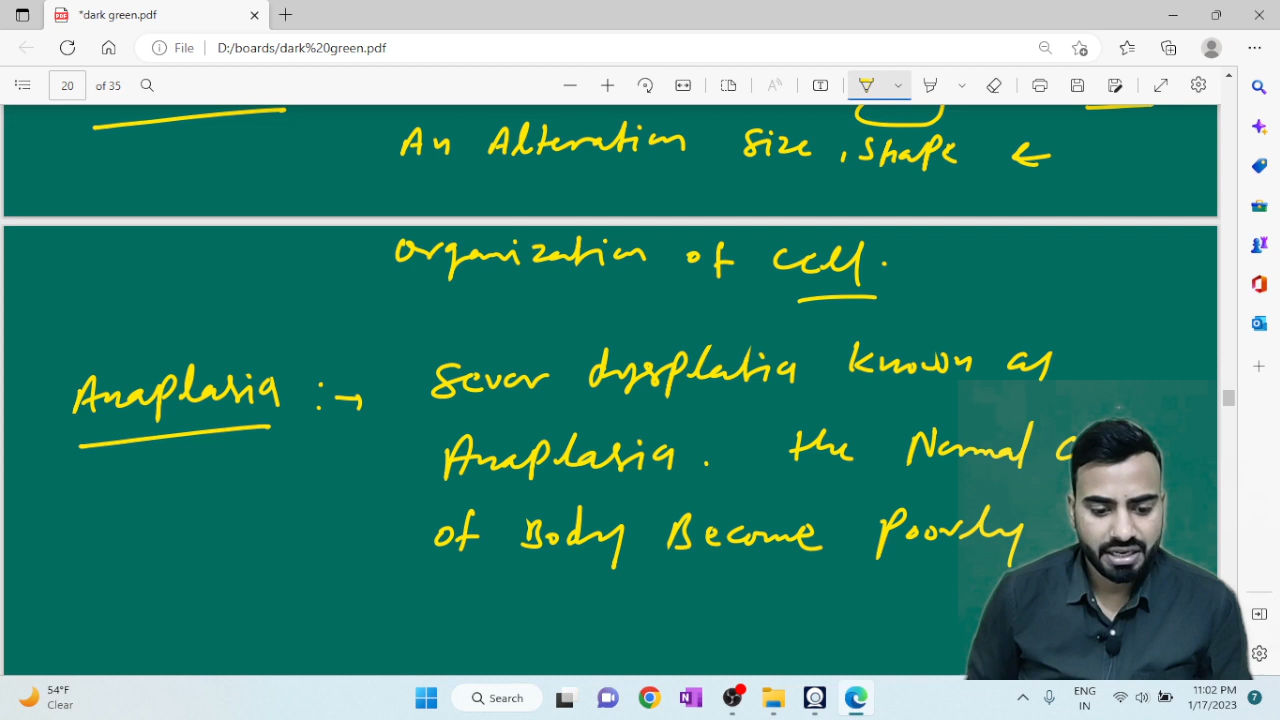 *dark green.pdf
File D:/boards/dark%20green.pdf
20 of 35
An Alteration Size, Shape ←
organization of cell.
Anaplasia :→ Sever dysplatia known as
Anaplasia. the Normal
of Body Become Poorly
54°F
Clear
Search
ENG
IN
11:02 PM
1/17/2023
7